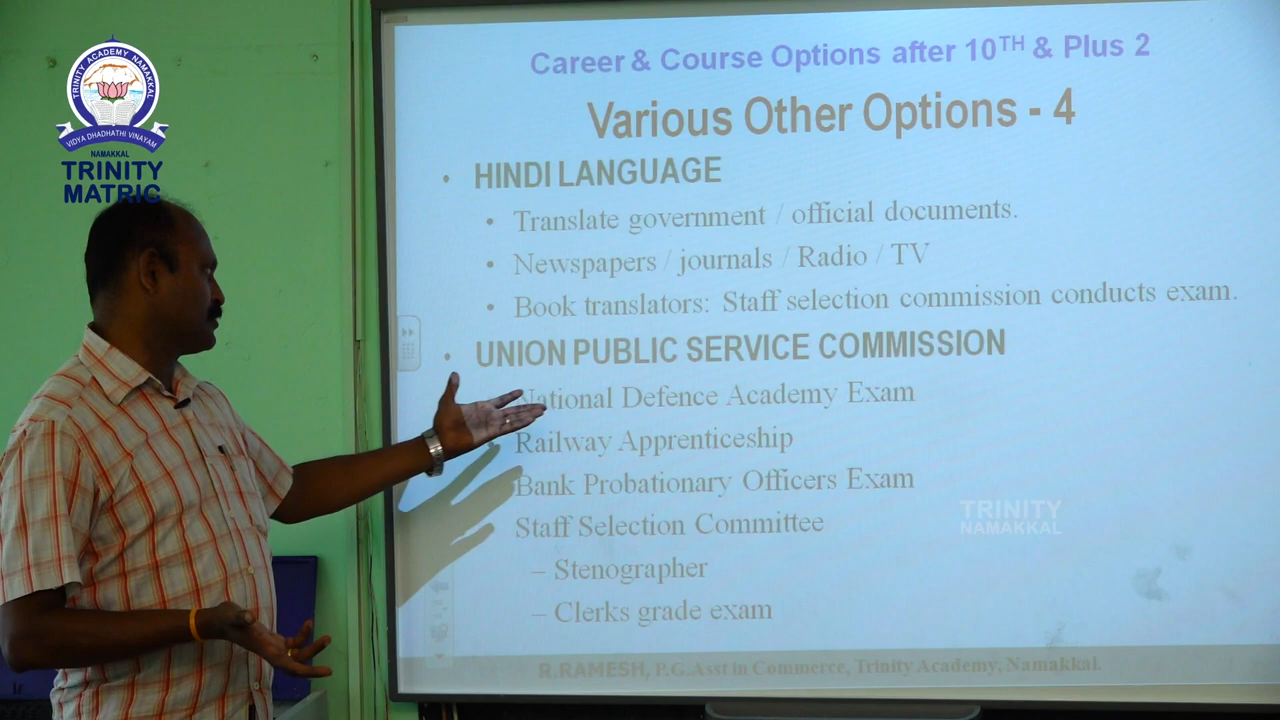 TRINITY ACADEMY NAMAKKAL
VIDYA DHADHATHI VINAYAM
NAMAKKAL
TRINITY
MATRIC
Career & Course Options after 10TH & Plus 2
Various Other Options - 4
• HINDI LANGUAGE
• Translate government / official documents.
• Newspapers / journals / Radio / TV
• Book translators: Staff selection commission conducts exam.
• UNION PUBLIC SERVICE COMMISSION
National Defence Academy Exam
Railway Apprenticeship
Bank Probationary Officers Exam
Staff Selection Committee
– Stenographer
– Clerks grade exam
TRINITY
NAMAKKAL
R.RAMESH, P.G.Asst in Commerce, Trinity Academy, Namakkal.